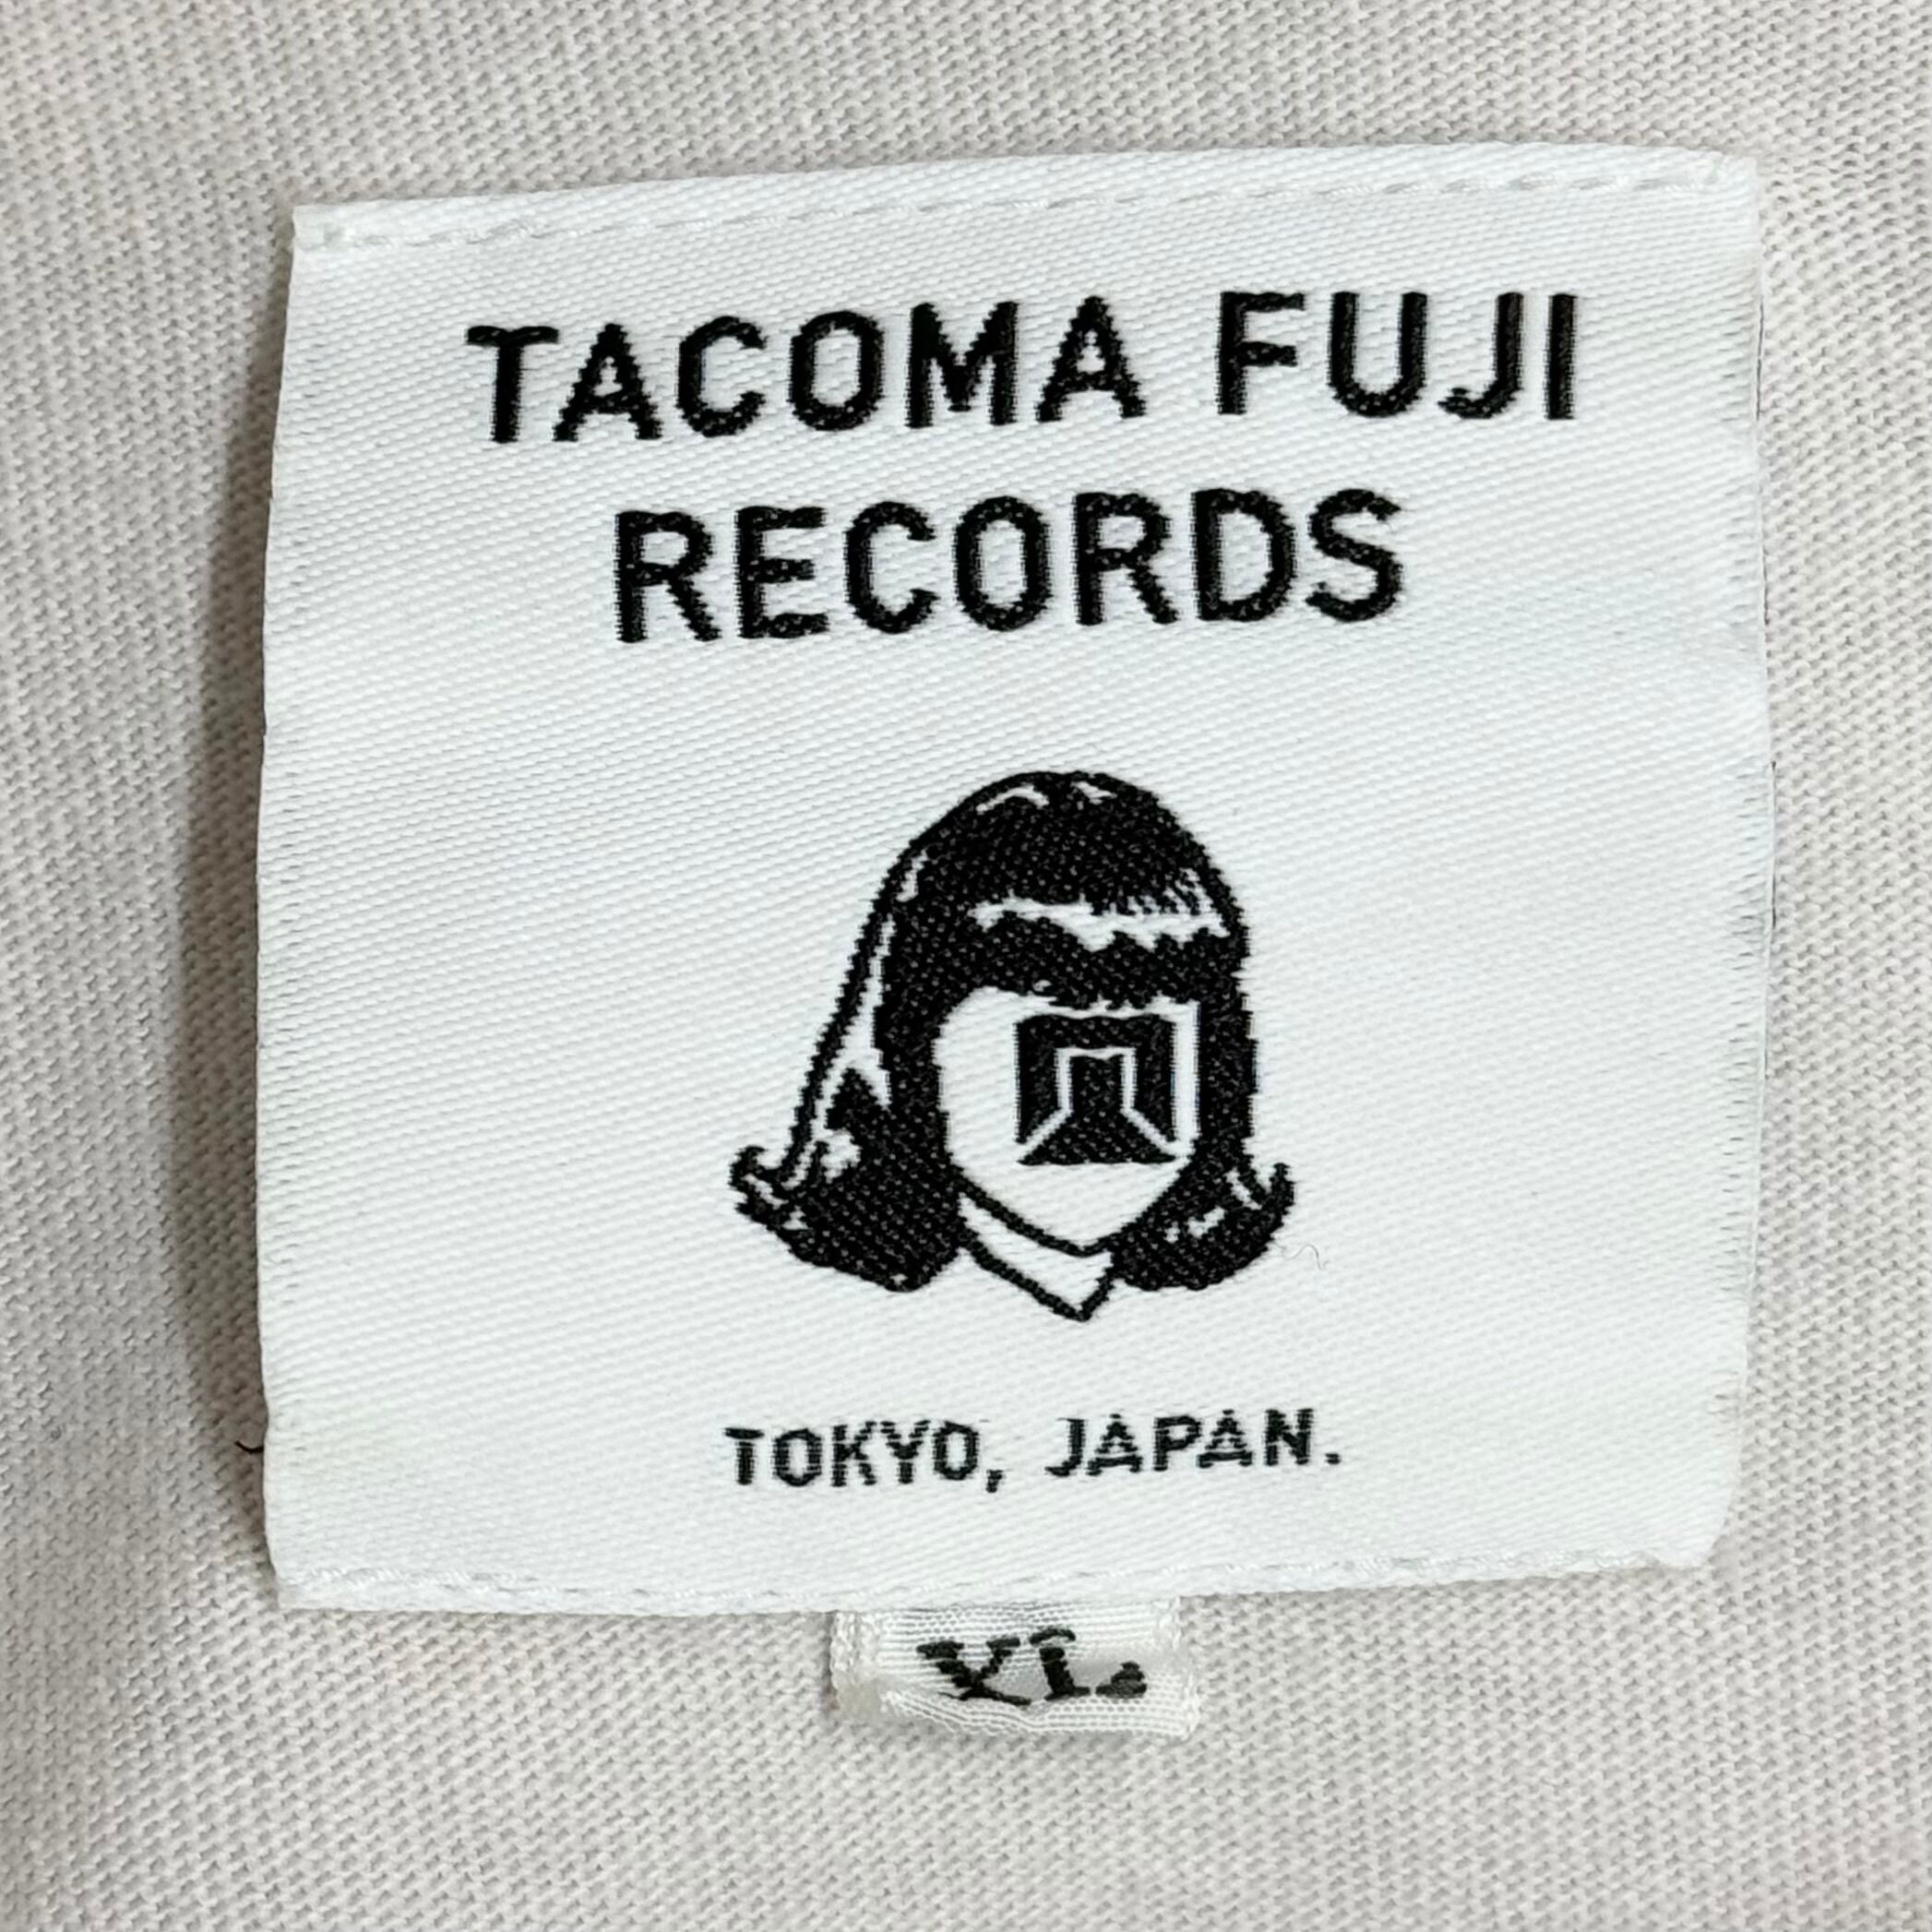 TACOMA FUJI
RECORDS
TOKYO, JAPAN.
XL